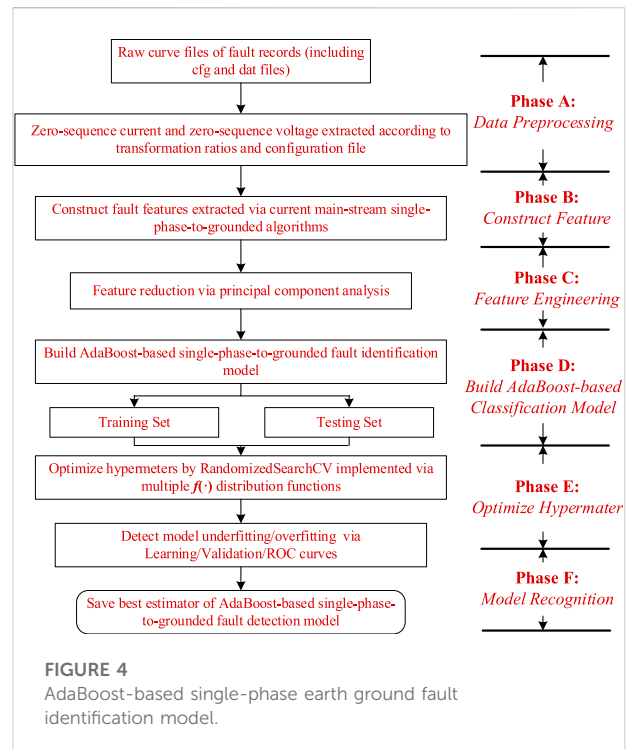 Raw curve files of fault records (including
cfg and dat files)
Zero-sequence current and zero-sequence voltage extracted according to
transformation ratios and configuration file
Construct fault features extracted via current main-stream single-
phase-to-grounded algorithms
Feature reduction via principal component analysis
Build AdaBoost-based single-phase-to-grounded fault identification
model
Training Set
Testing Set
Optimize hypermeters by RandomizedSearchCV implemented via
multiple f(·) distribution functions
Detect model underfitting/overfitting via
Learning/Validation/ROC curves
Save best estimator of AdaBoost-based single-phase-
to-grounded fault detection model
Phase A:
Data Preprocessing
Phase B:
Construct Feature
Phase C:
Feature Engineering
Phase D:
Build AdaBoost-based
Classification Model
Phase E:
Optimize Hypermater
Phase F:
Model Recognition
FIGURE 4
AdaBoost-based single-phase earth ground fault
identification model.